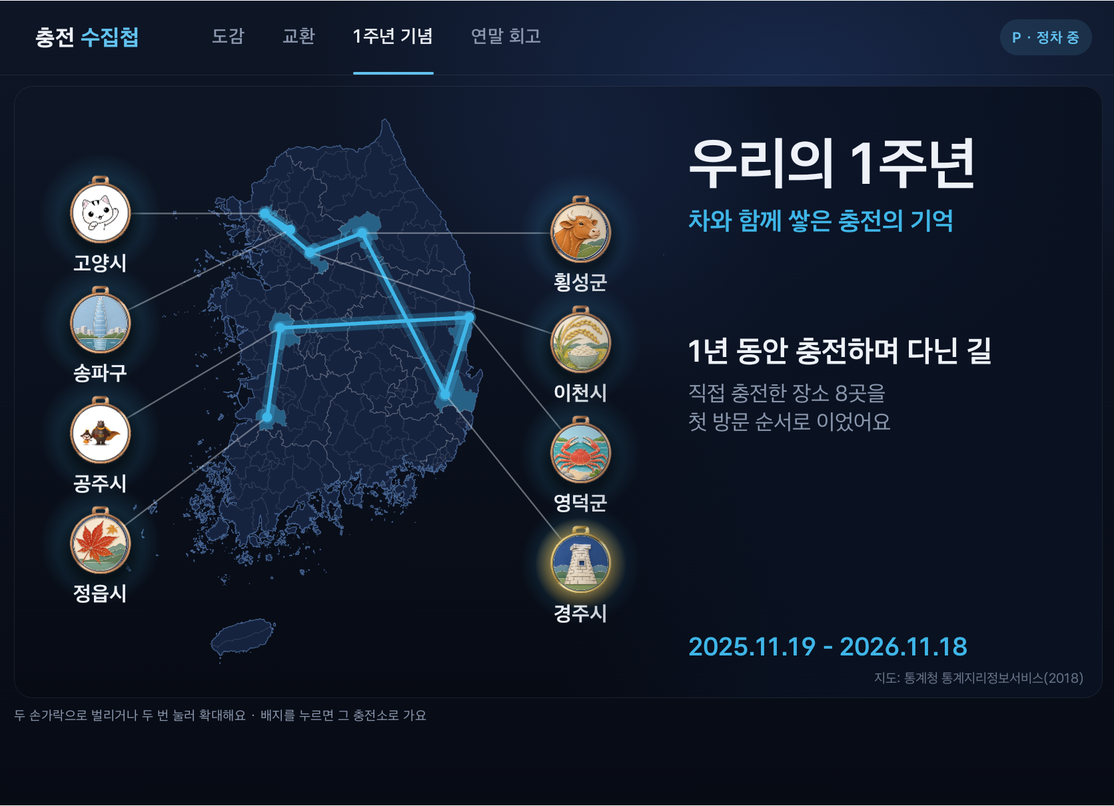 충전 수집첩
도감
교환
1주년 기념
연말 회고
P · 정차 중
고양시
송파구
공주시
정읍시
횡성군
이천시
영덕군
경주시
우리의 1주년
차와 함께 쌓은 충전의 기억
1년 동안 충전하며 다닌 길
직접 충전한 장소 8곳을
첫 방문 순서로 이었어요
2025.11.19 - 2026.11.18
지도: 통계청 통계지리정보서비스(2018)
두 손가락으로 벌리거나 두 번 눌러 확대해요 · 배지를 누르면 그 충전소로 가요